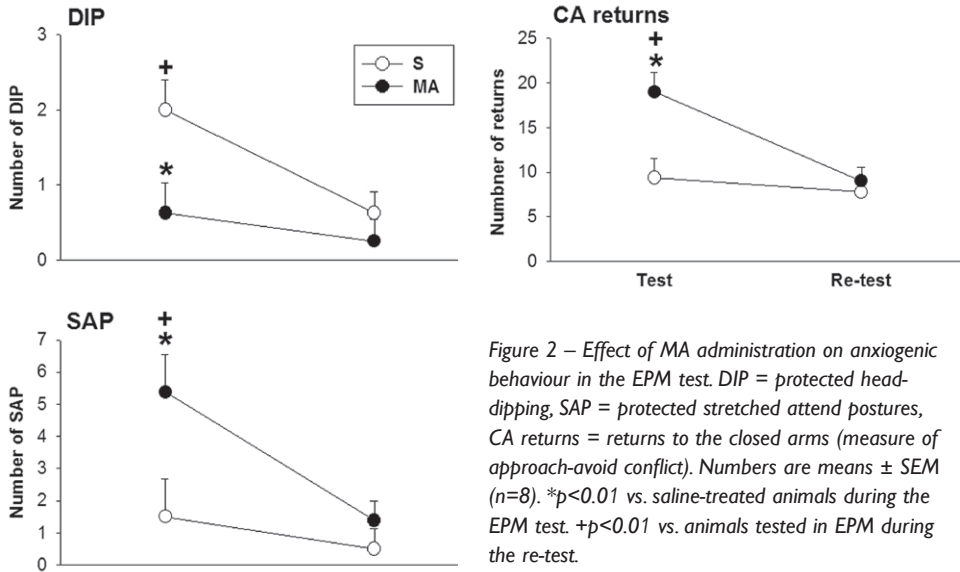 DIP
3
2
1
0
Number of DIP
+
*
S
MA
CA returns
25
20
15
10
5
0
Numbner of returns
+
*
Test
Re-test
SAP
7
6
5
4
3
2
1
0
Number of SAP
+
*
Figure 2 – Effect of MA administration on anxiogenic
behaviour in the EPM test. DIP = protected head-
dipping, SAP = protected stretched attend postures,
CA returns = returns to the closed arms (measure of
approach-avoid conflict). Numbers are means ± SEM
(n=8). *p<0.01 vs. saline-treated animals during the
EPM test. +p<0.01 vs. animals tested in EPM during
the re-test.